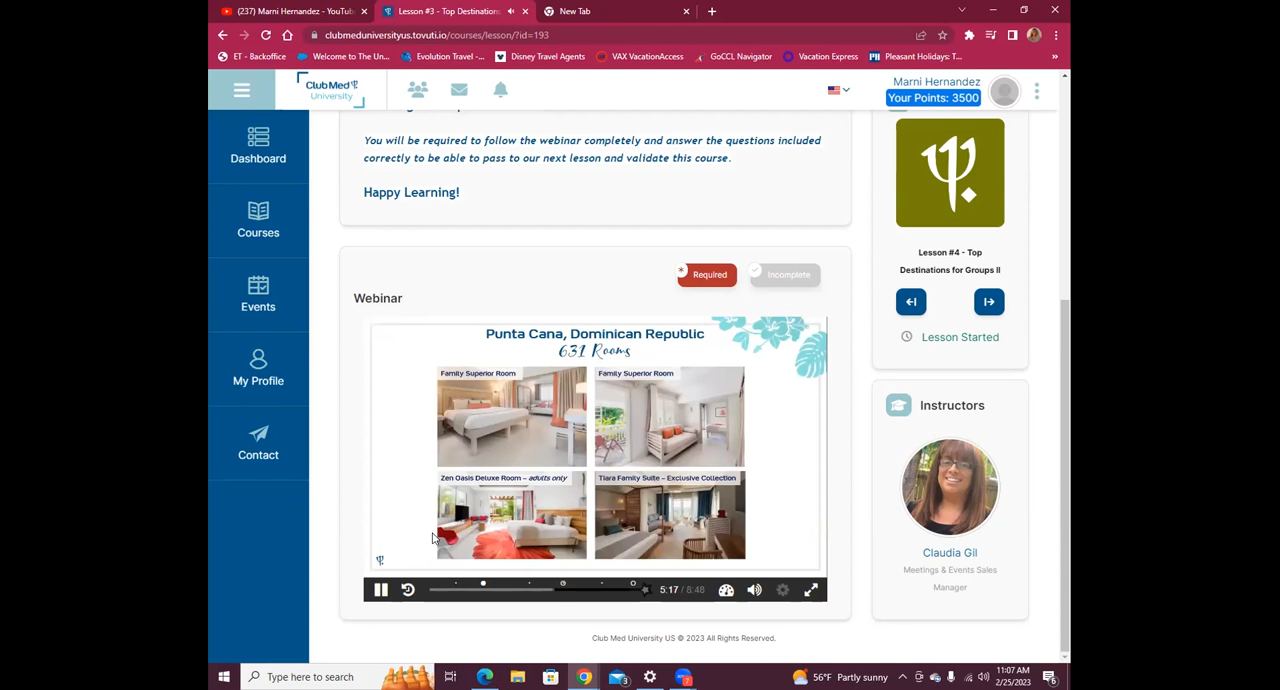 (237) Marni Hernandez - YouTub
Lesson #3 - Top Destination
New Tab
clubmeduniversityus.tovuti.io/courses/lesson/?id=193
ET - Backoffice
Welcome to The Un...
Evolution Travel -...
Disney Travel Agents
VAX VacationAccess
GoCCL Navigator
Vacation Express
Pleasant Holidays: T...
»
Club Med
University
Marni Hernandez
Your Points: 3500
Dashboard
Courses
Events
My Profile
Contact
You will be required to follow the webinar completely and answer the questions included
correctly to be able to pass to our next lesson and validate this course.
Happy Learning!
Required
Incomplete
Webinar
Punta Cana, Dominican Republic
631 Rooms
Family Superior Room
Family Superior Room
Zen Oasis Deluxe Room - adults only
Tiara Family Suite - Exclusive Collection
5:17 / 8:48
Lesson #4 - Top
Destinations for Groups II
Lesson Started
Instructors
Claudia Gil
Meetings & Events Sales
Manager
Club Med University US © 2023 All Rights Reserved.
Type here to search
56°F Partly sunny
11:07 AM
2/25/2023